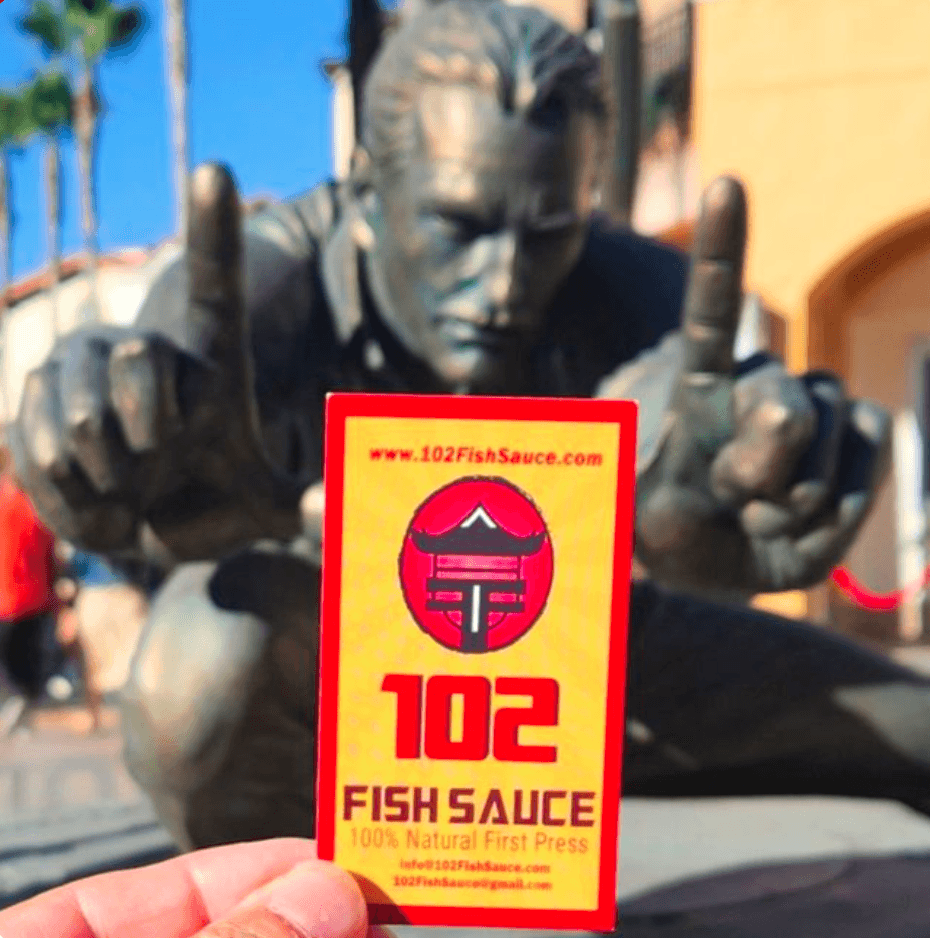 www.102FishSauce.com
102
FISH SAUCE
100% Natural First Press
info@102FishSauce.com
102FishSauce@gmail.com